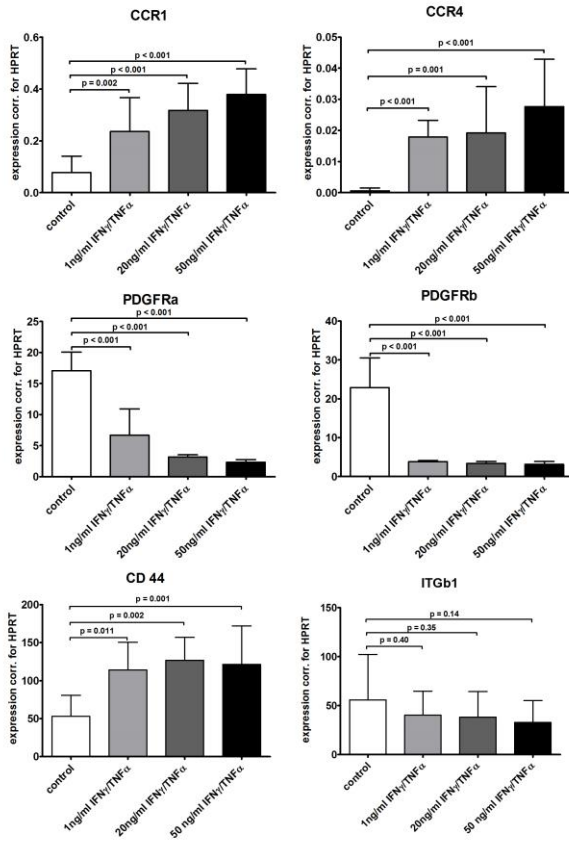 CCR1
expression corr. for HPRT
0.6
0.4
0.2
0.0
p < 0.001
p < 0.001
p = 0.002
control
1ng/ml IFNγ/TNFα
20ng/ml IFNγ/TNFα
50ng/ml IFNγ/TNFα
CCR4
expression corr. for HPRT
0.05
0.04
0.03
0.02
0.01
0.00
p < 0.001
p = 0.001
p < 0.001
control
1ng/ml IFNγ/TNFα
20ng/ml IFNγ/TNFα
50ng/ml IFNγ/TNFα
PDGFRa
expression corr. for HPRT
25
20
15
10
5
0
p < 0.001
p < 0.001
p < 0.001
control
1ng/ml IFNγ/TNFα
20ng/ml IFNγ/TNFα
50ng/ml IFNγ/TNFα
PDGFRb
expression corr. for HPRT
40
30
20
10
0
p < 0.001
p < 0.001
p < 0.001
control
1ng/ml IFNγ/TNFα
20ng/ml IFNγ/TNFα
50ng/ml IFNγ/TNFα
CD 44
expression corr. for HPRT
200
150
100
50
0
p = 0.001
p = 0.002
p = 0.011
control
1ng/ml IFNγ/TNFα
20ng/ml IFNγ/TNFα
50 ng/ml IFNγ/TNFα
ITGb1
expression corr. for HPRT
150
100
50
0
p = 0.14
p = 0.35
p = 0.40
control
1ng/ml IFNγ/TNFα
20ng/ml IFNγ/TNFα
50 ng/ml IFNγ/TNFα